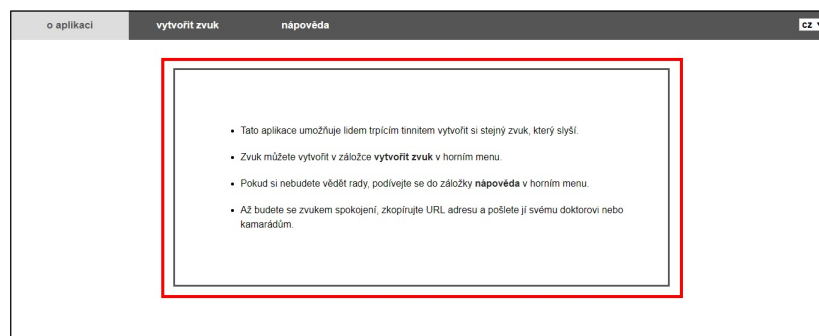 o aplikaci vytvořit zvuk nápověda cz
Tato aplikace umožňuje lidem trpícím tinnitem vytvořit si stejný zvuk, který slyší.
Zvuk můžete vytvořit v záložce vytvořit zvuk v horním menu.
Pokud si nebudete vědět rady, podívejte se do záložky nápověda v horním menu.
Až budete se zvukem spokojení, zkopírujte URL adresu a pošlete jí svému doktorovi nebo
kamarádům.